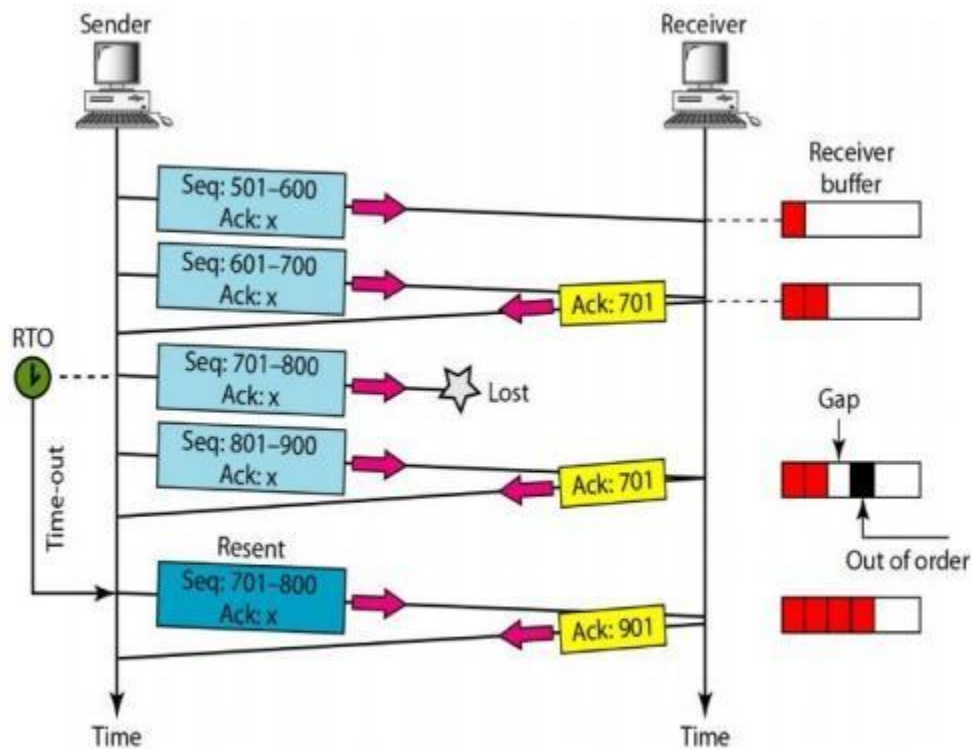 Sender
Receiver
Receiver
buffer
Seq: 501–600
Ack: x
Seq: 601–700
Ack: x
Ack: 701
RTO
Seq: 701–800
Ack: x
Lost
Gap
Seq: 801–900
Ack: x
Ack: 701
Time-out
Out of order
Resent
Seq: 701–800
Ack: x
Ack: 901
Time
Time